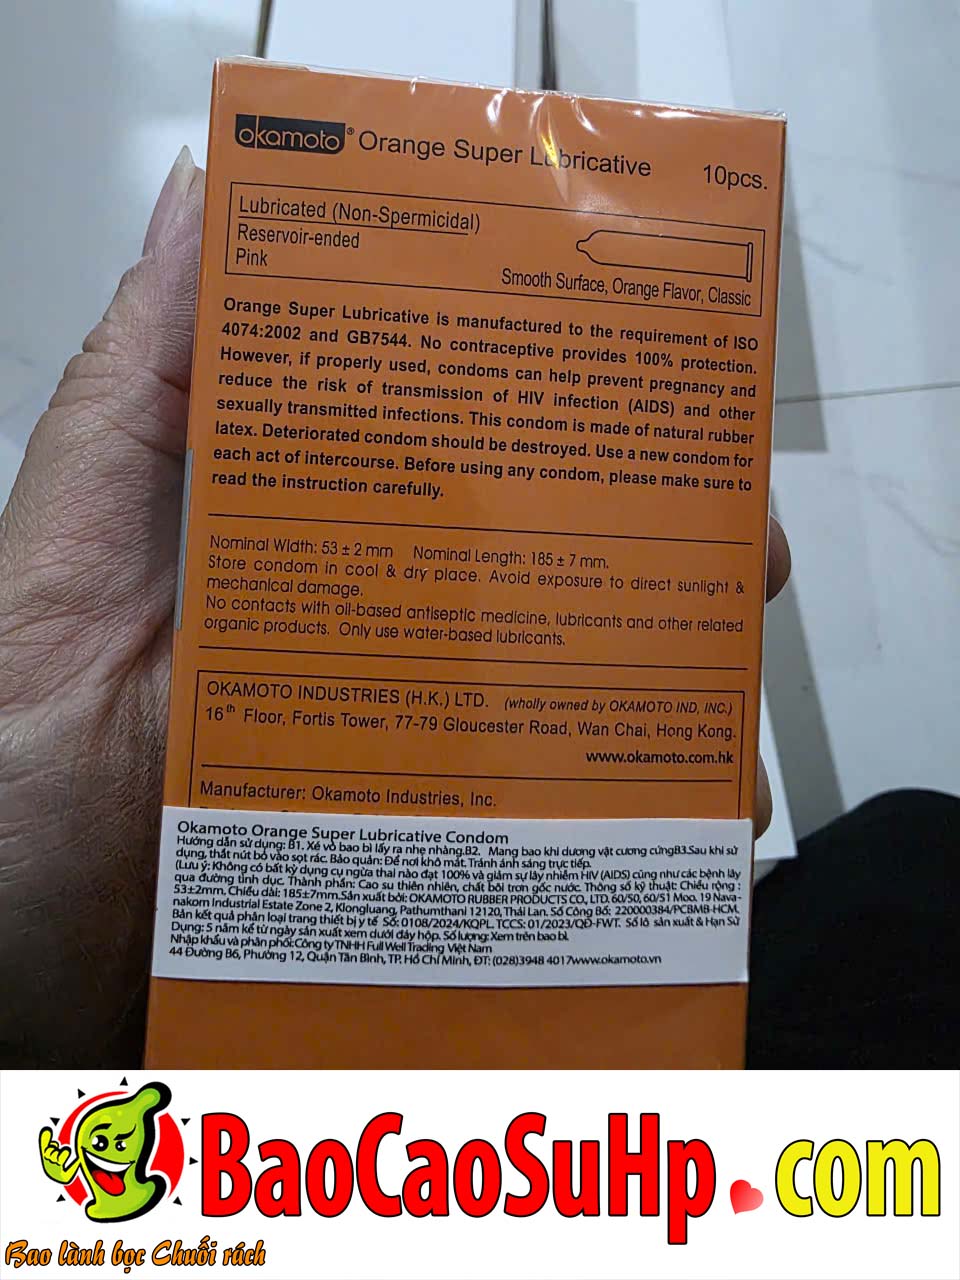 okamoto® Orange Super Lubricative 10pcs.
Lubricated (Non-Spermicidal)
Reservoir-ended
Pink
Smooth Surface, Orange Flavor, Classic
Orange Super Lubricative is manufactured to the requirement of ISO
4074:2002 and GB7544. No contraceptive provides 100% protection.
However, if properly used, condoms can help prevent pregnancy and
reduce the risk of transmission of HIV infection (AIDS) and other
sexually transmitted infections. This condom is made of natural rubber
latex. Deteriorated condom should be destroyed. Use a new condom for
each act of intercourse. Before using any condom, please make sure to
read the instruction carefully.
Nominal Width: 53 ± 2 mm Nominal Length: 185 ± 7 mm.
Store condom in cool & dry place. Avoid exposure to direct sunlight &
mechanical damage.
No contacts with oil-based antiseptic medicine, lubricants and other related
organic products. Only use water-based lubricants.
OKAMOTO INDUSTRIES (H.K.) LTD. (wholly owned by OKAMOTO IND, INC.)
16th Floor, Fortis Tower, 77-79 Gloucester Road, Wan Chai, Hong Kong.
www.okamoto.com.hk
Manufacturer: Okamoto Industries, Inc.
Okamoto Orange Super Lubricative Condom
Hướng dẫn sử dụng: B1. Xé vỏ bao bì lấy ra nhẹ nhàng.B2. Mang bao khi dương vật cương cứngB3.Sau khi sử
dụng, thắt nút bỏ vào sọt rác. Bảo quản: Để nơi khô mát. Tránh ánh sáng trực tiếp.
(Lưu ý: Không có bất kỳ dụng cụ ngừa thai nào đạt 100% và giảm sự lây nhiễm HIV (AIDS) cũng như các bệnh lây
qua đường tình dục. Thành phần: Cao su thiên nhiên, chất bôi trơn gốc nước. Thông số kỹ thuật: Chiều rộng :
53±2mm. Chiều dài: 185±7mm.Sản xuất bởi: OKAMOTO RUBBER PRODUCTS CO., LTD. 60/50, 60/51 Moo. 19 Nava-
nakorn Industrial Estate Zone 2, Klongluang, Pathumthani 12120, Thái Lan. Số Công Bố: 220000384/PCBMB-HCM.
Bản kết quả phân loại trang thiết bị y tế Số: 0108/2024/KQPL. TCCS: 01/2023/QĐ-FWT. Số lô sản xuất & Hạn Sử
Dụng: 5 năm kể từ ngày sản xuất xem dưới đáy hộp. Số lượng: Xem trên bao bì.
Nhập khẩu và phân phối:Công ty TNHH Full Well Trading Việt Nam
44 Đường B6, Phường 12, Quận Tân Bình, TP. Hồ Chí Minh, ĐT: (028)3948 4017www.okamoto.vn
BaoCaoSuHp.com
Bao lành bọc Chuối rách